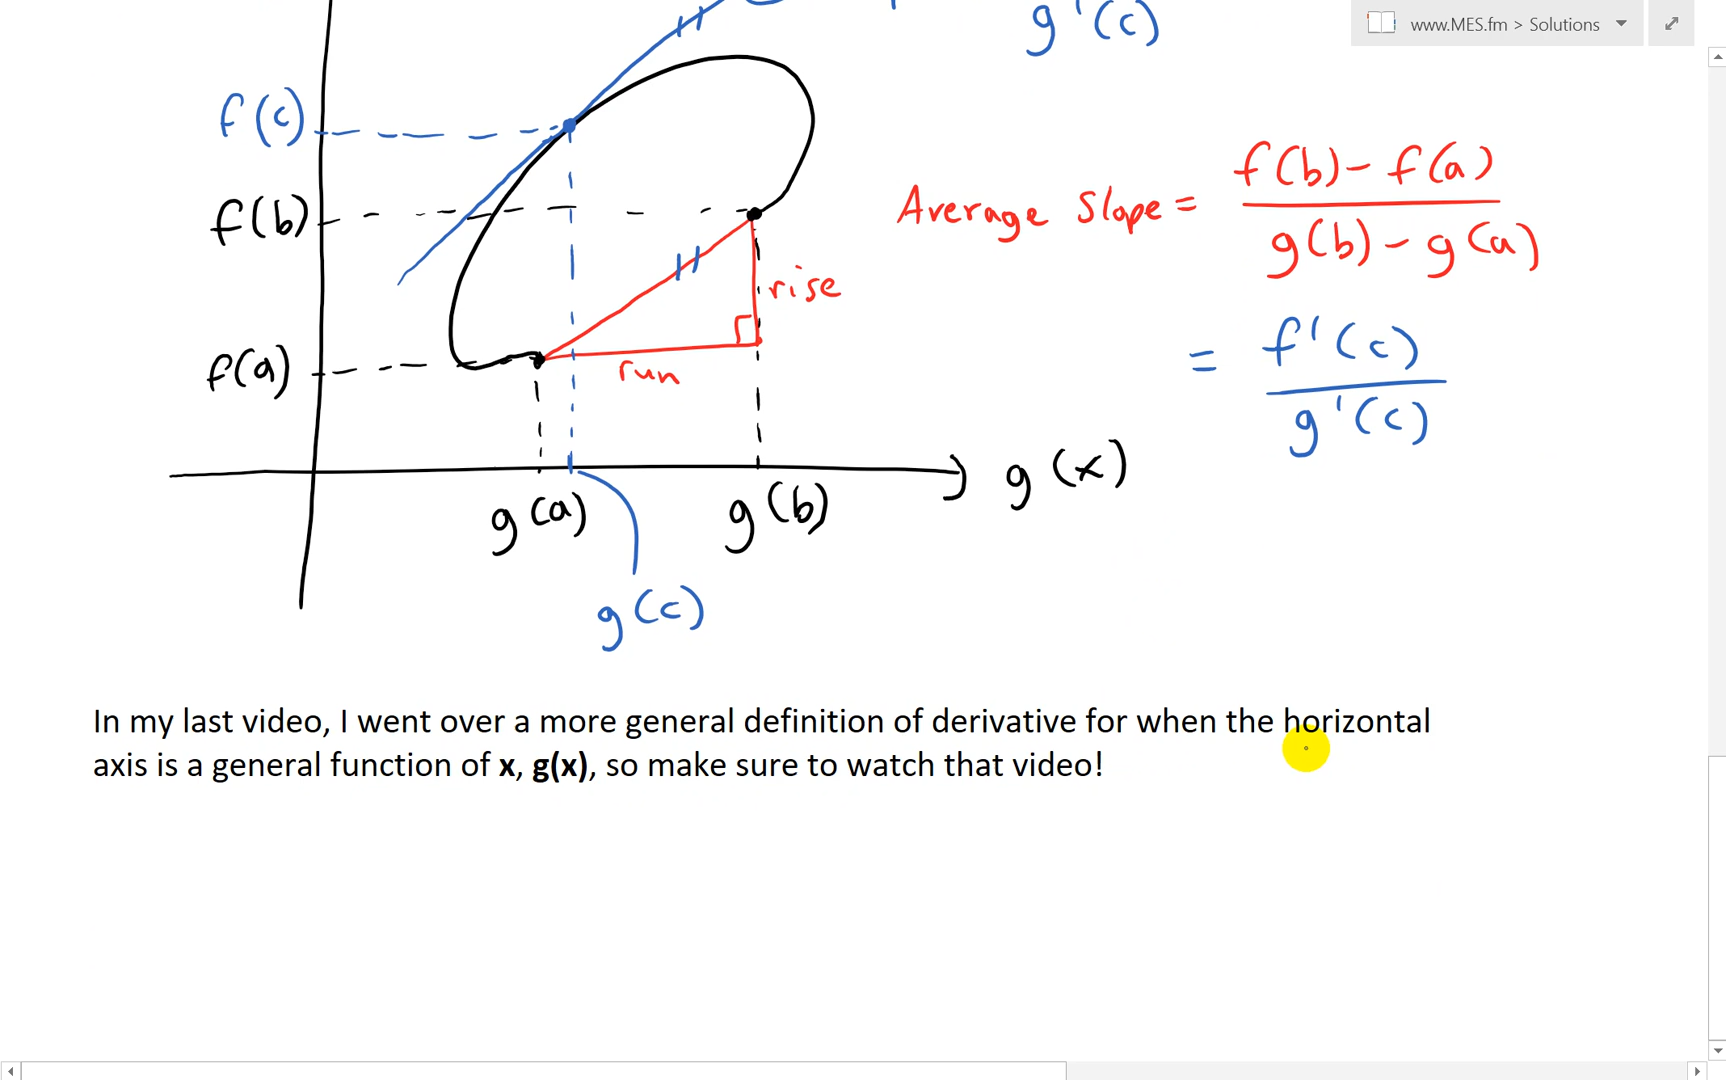 g'(c)
www.MES.fm > Solutions
f(c)
f(b)
Average Slope = f(b) - f(a)
g(b) - g(a)
rise
= f'(c)
g'(c)
f(a)
run
g(x)
g(a)
g(b)
g(c)
In my last video, I went over a more general definition of derivative for when the horizontal
axis is a general function of x, g(x), so make sure to watch that video!